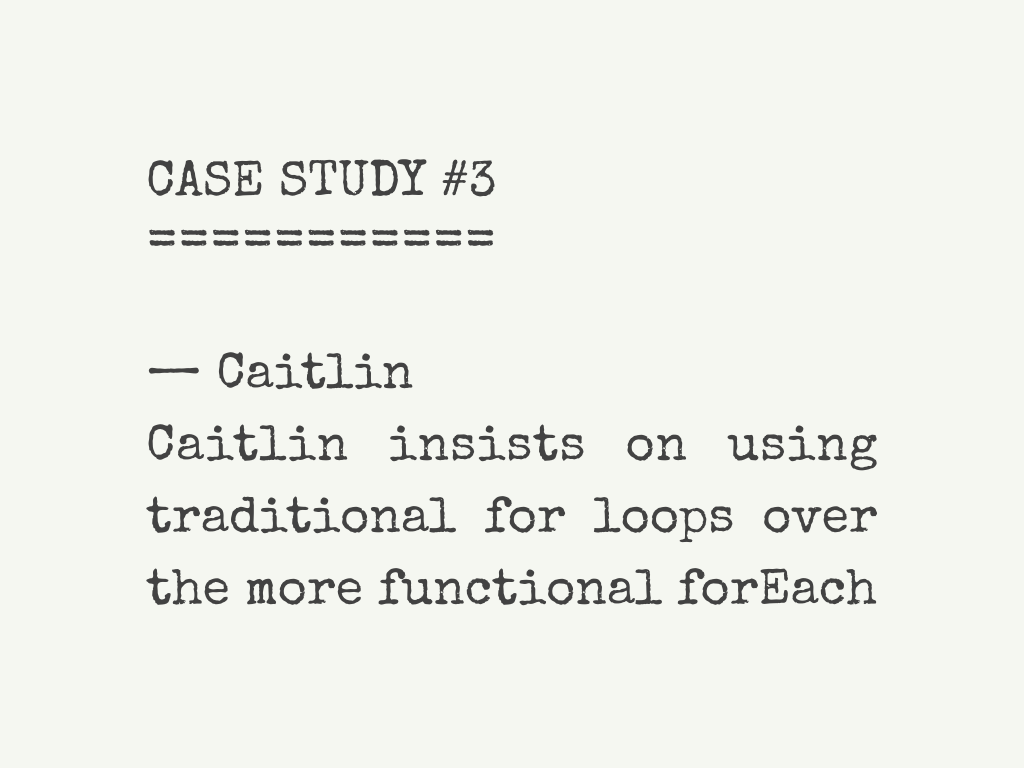 CASE STUDY #3
===========
— Caitlin
Caitlin insists on using
traditional for loops over
the more functional forEach